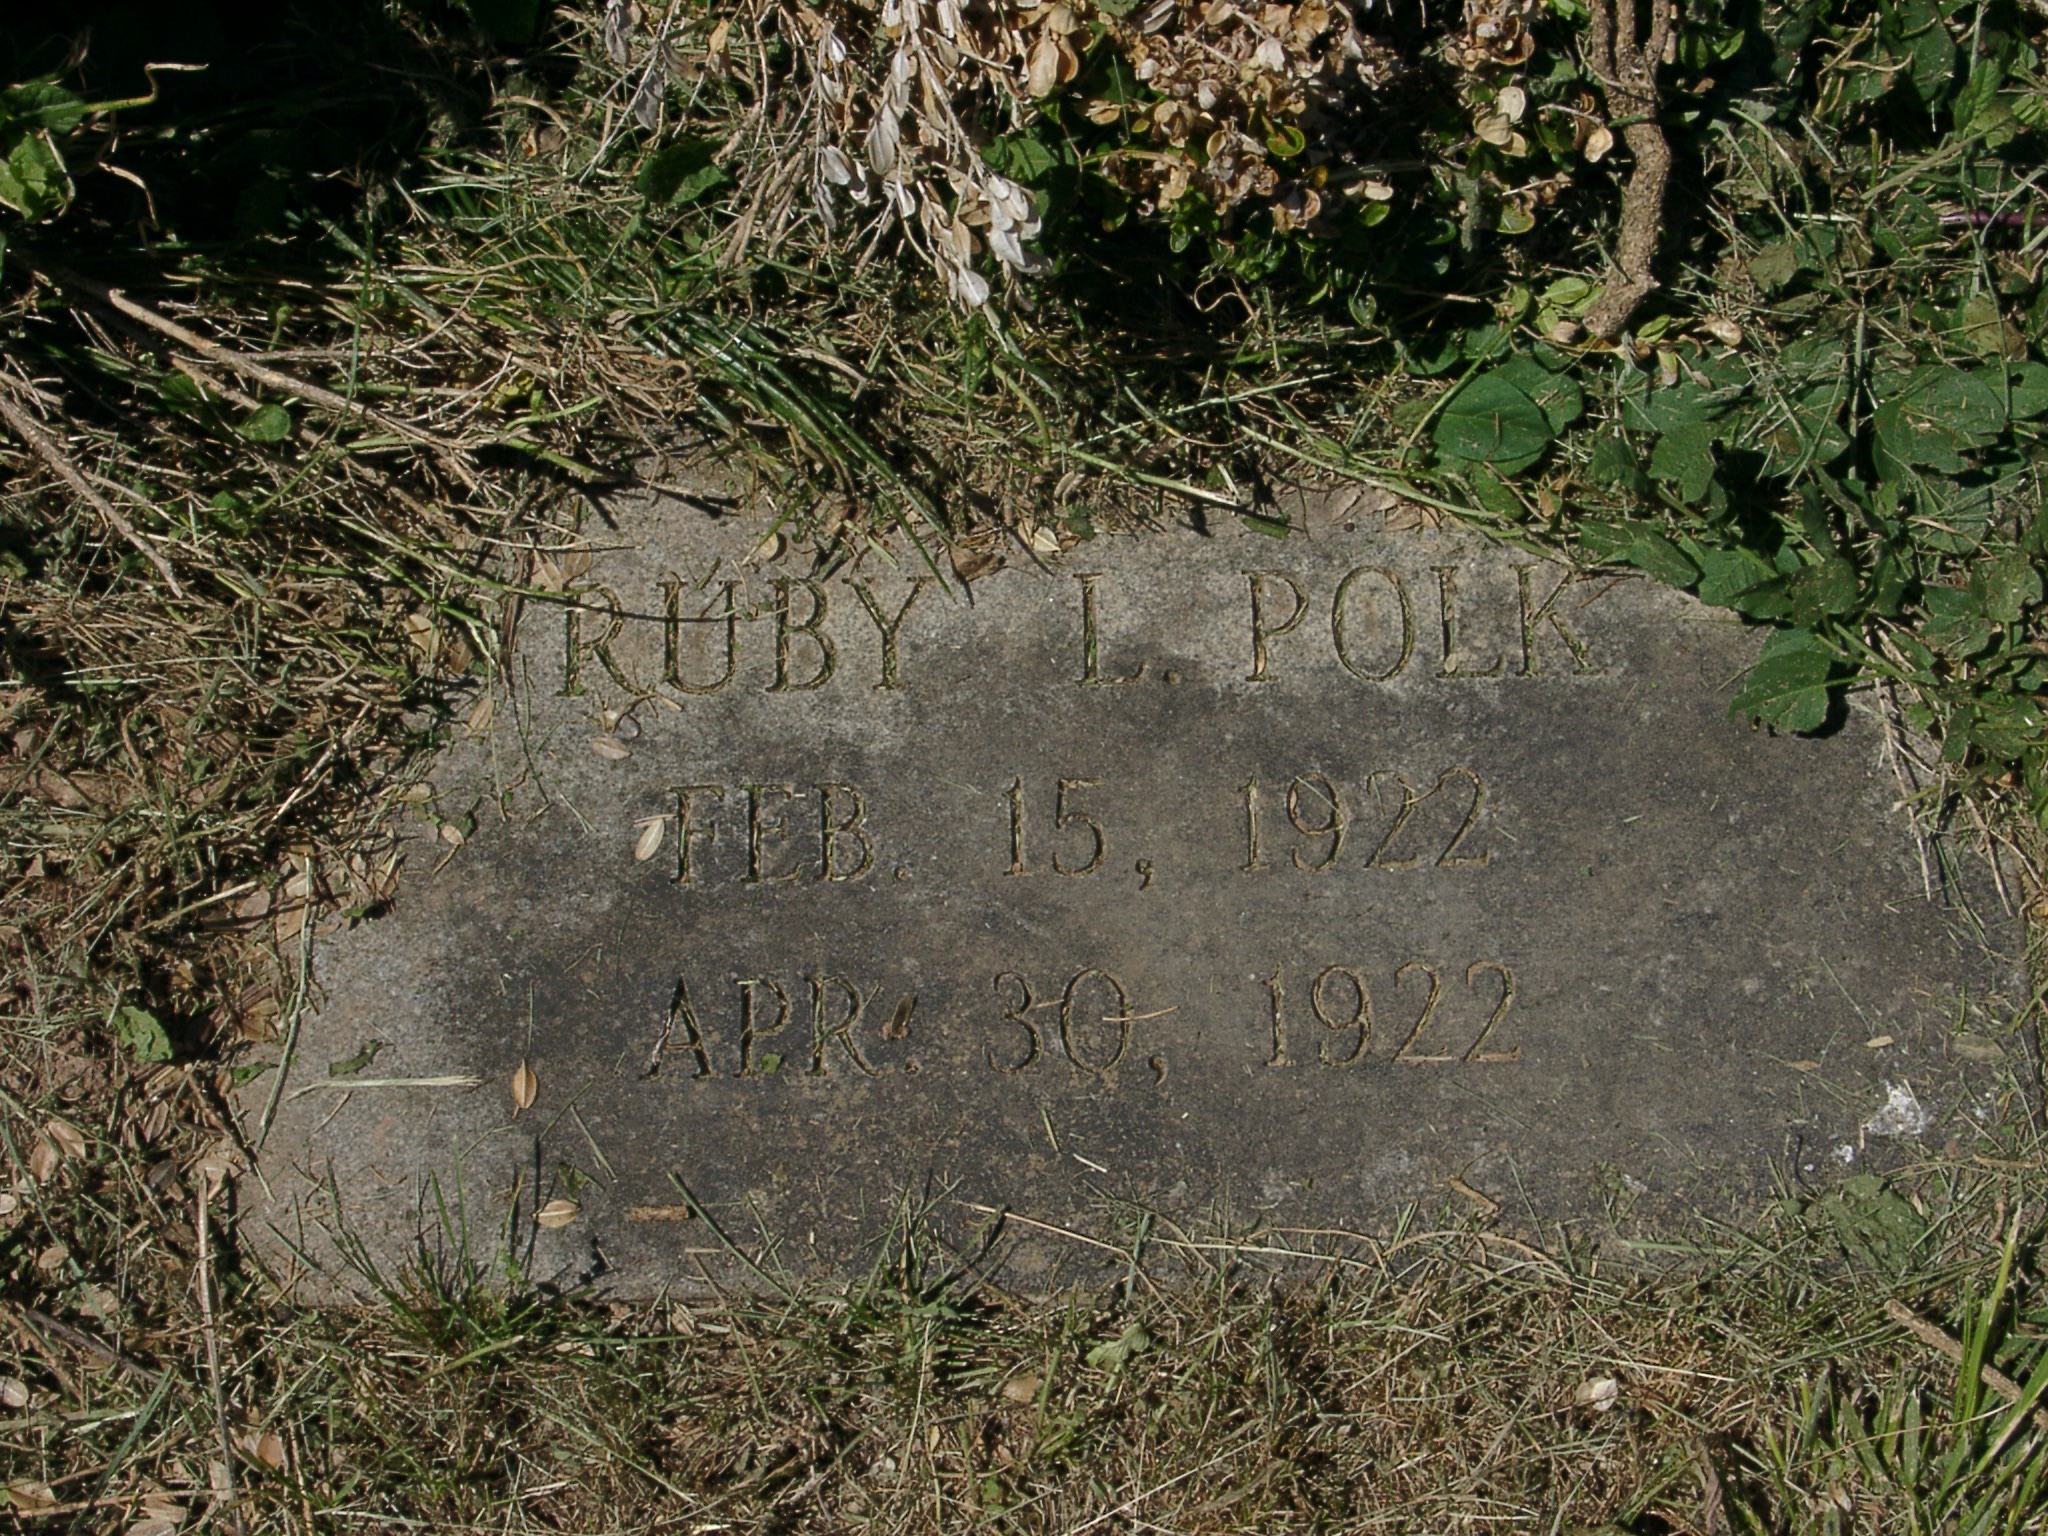 RUBY L. POLK
FEB. 15, 1922
APR. 30, 1922